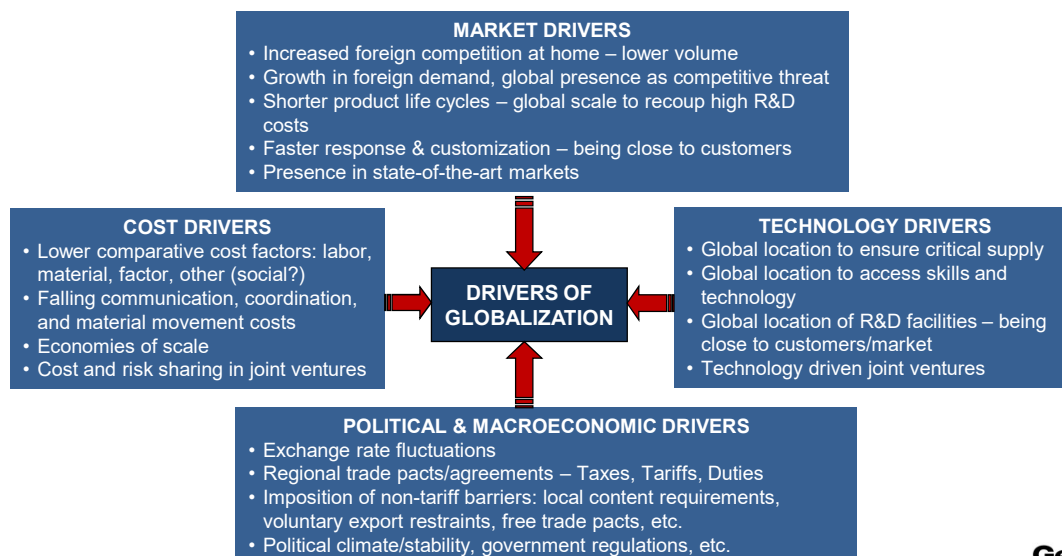 MARKET DRIVERS
• Increased foreign competition at home – lower volume
• Growth in foreign demand, global presence as competitive threat
• Shorter product life cycles – global scale to recoup high R&D
costs
• Faster response & customization – being close to customers
• Presence in state-of-the-art markets
COST DRIVERS
• Lower comparative cost factors: labor,
material, factor, other (social?)
• Falling communication, coordination,
and material movement costs
• Economies of scale
• Cost and risk sharing in joint ventures
DRIVERS OF
GLOBALIZATION
TECHNOLOGY DRIVERS
• Global location to ensure critical supply
• Global location to access skills and
technology
• Global location of R&D facilities – being
close to customers/market
• Technology driven joint ventures
POLITICAL & MACROECONOMIC DRIVERS
• Exchange rate fluctuations
• Regional trade pacts/agreements – Taxes, Tariffs, Duties
• Imposition of non-tariff barriers: local content requirements,
voluntary export restraints, free trade pacts, etc.
• Political climate/stability, government regulations, etc.